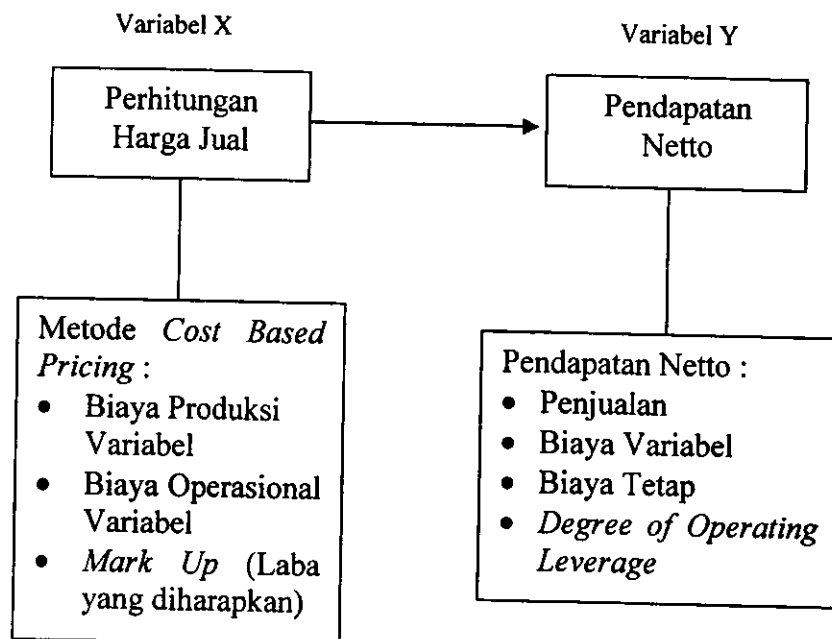 Variabel X
Variabel Y
Perhitungan
Harga Jual
Pendapatan
Netto
Metode Cost Based
Pricing :
• Biaya Produksi
Variabel
• Biaya Operasional
Variabel
• Mark Up (Laba
yang diharapkan)
Pendapatan Netto :
• Penjualan
• Biaya Variabel
• Biaya Tetap
• Degree of Operating
Leverage